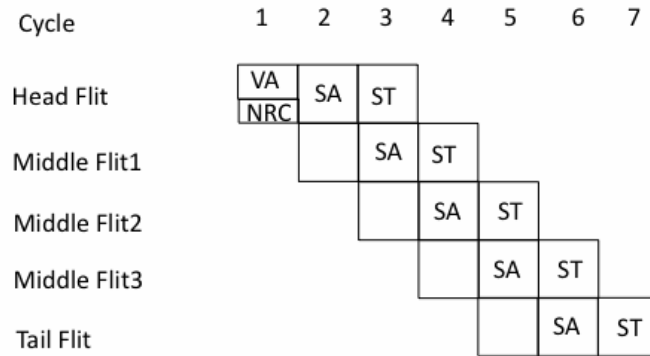 Cycle 1 2 3 4 5 6 7
Head Flit VA NRC SA ST
Middle Flit1 SA ST
Middle Flit2 SA ST
Middle Flit3 SA ST
Tail Flit SA ST